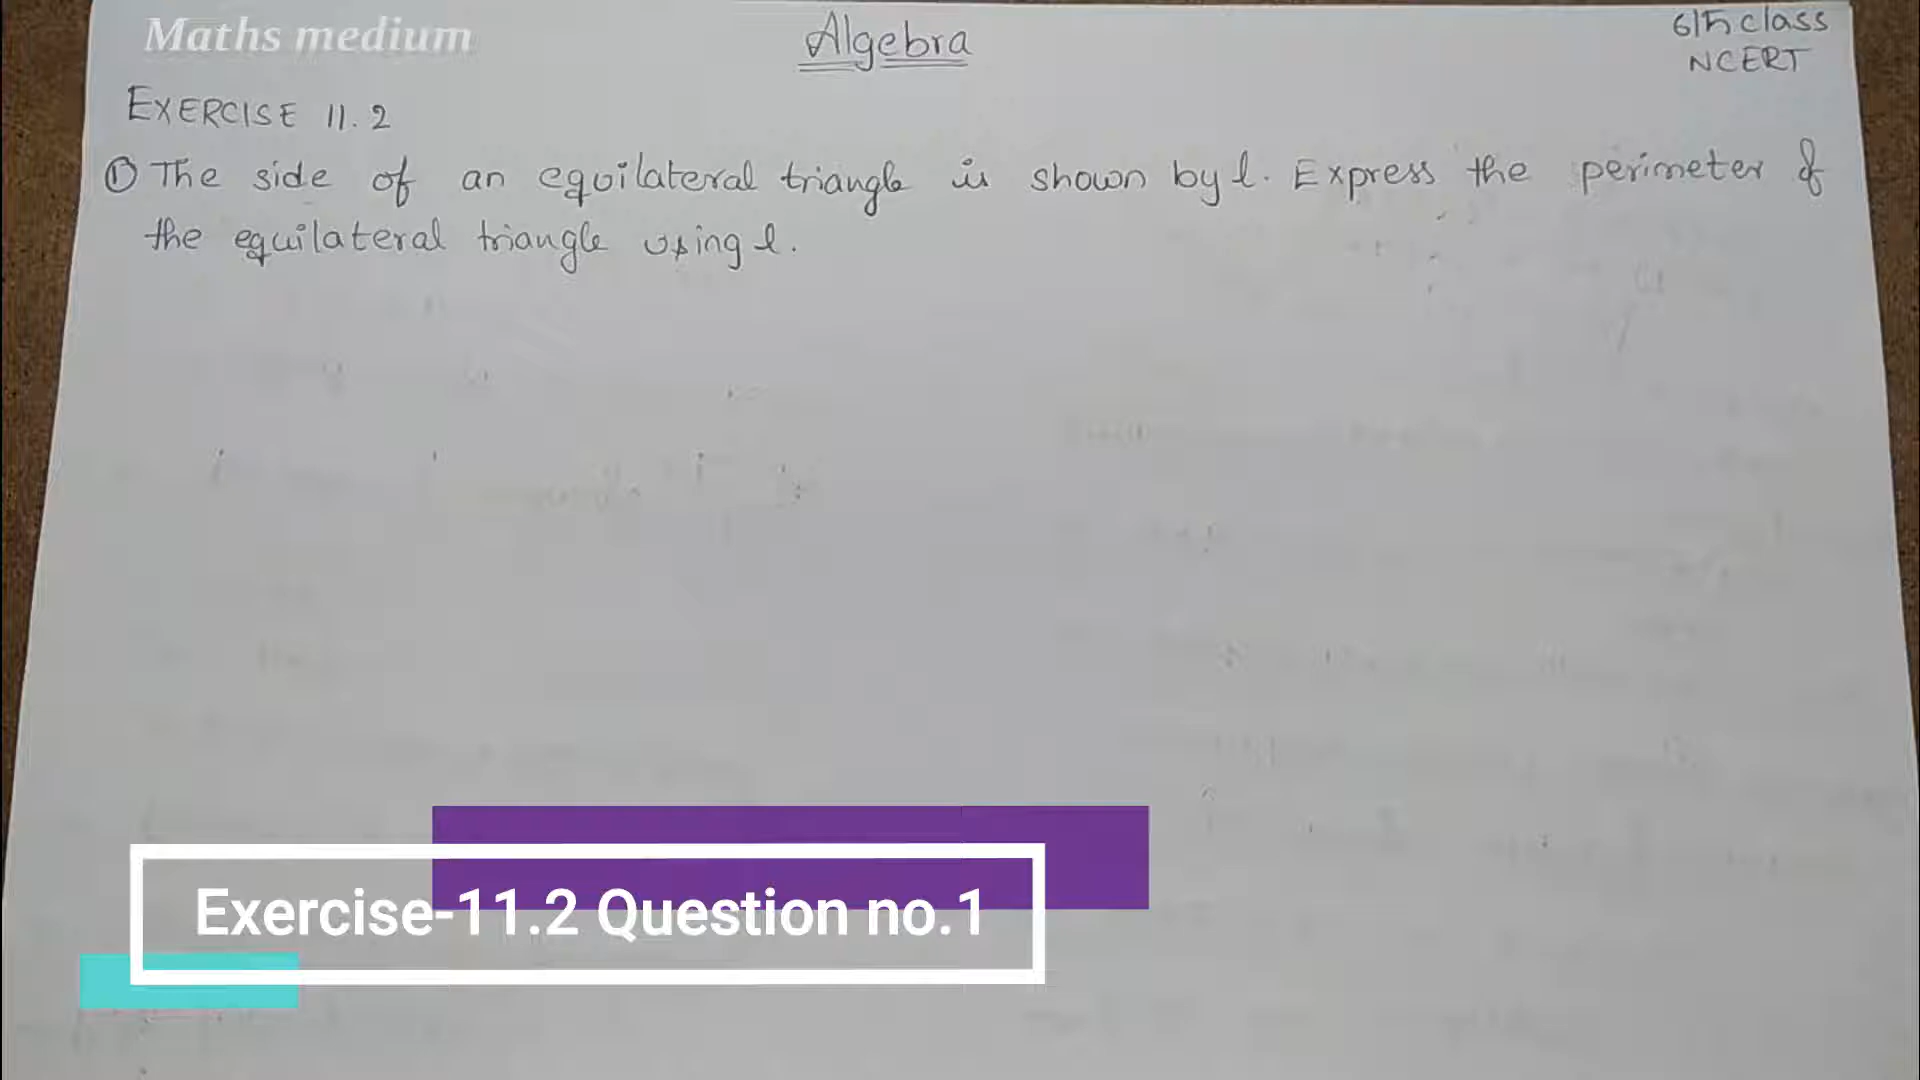 Maths medium
Algebra
6th class
NCERT
EXERCISE 11.2
① The side of an equilateral triangle is shown by l. Express the perimeter of
the equilateral triangle using l.
Exercise-11.2 Question no.1